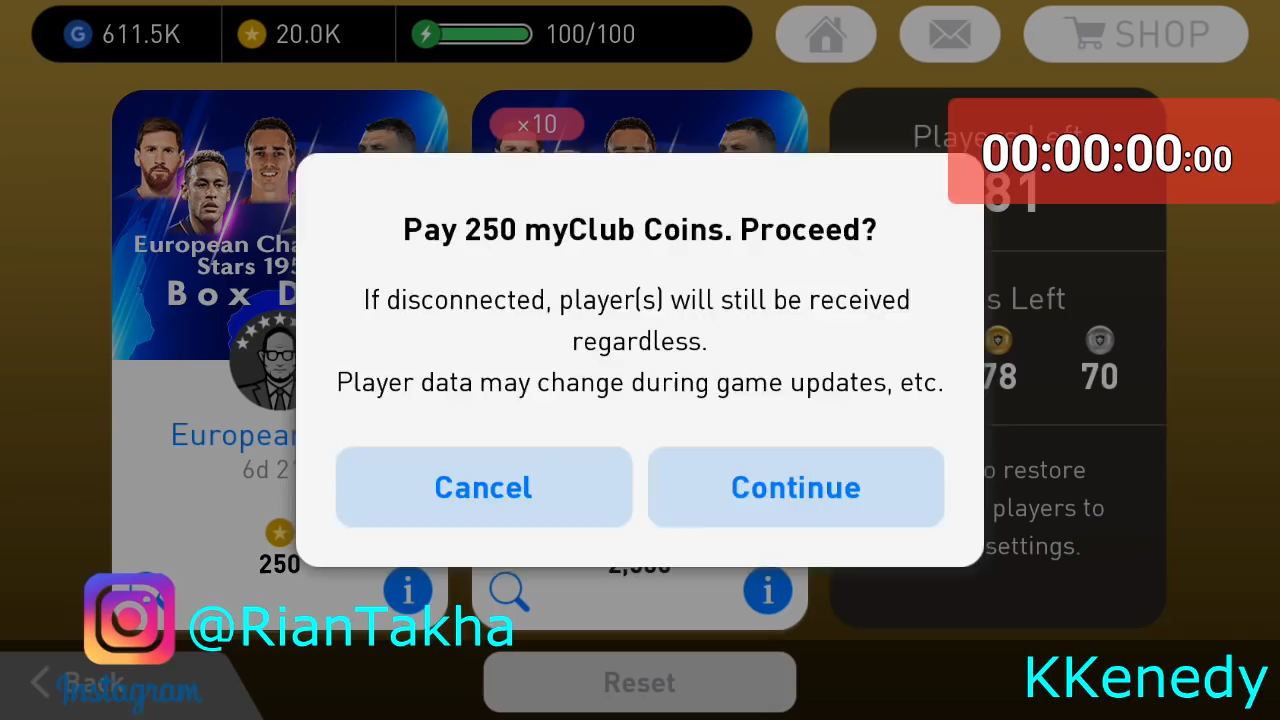 611.5K
20.0K
100/100
SHOP
×10
00:00:00:00
81
European Cha
Stars 195
Box D
Pay 250 myClub Coins. Proceed?
If disconnected, player(s) will still be received
regardless.
Player data may change during game updates, etc.
s Left
78
70
European
6d 2
Cancel
Continue
o restore
players to
settings.
250
@RianTakha
Instagram
Back
Reset
KKenedy